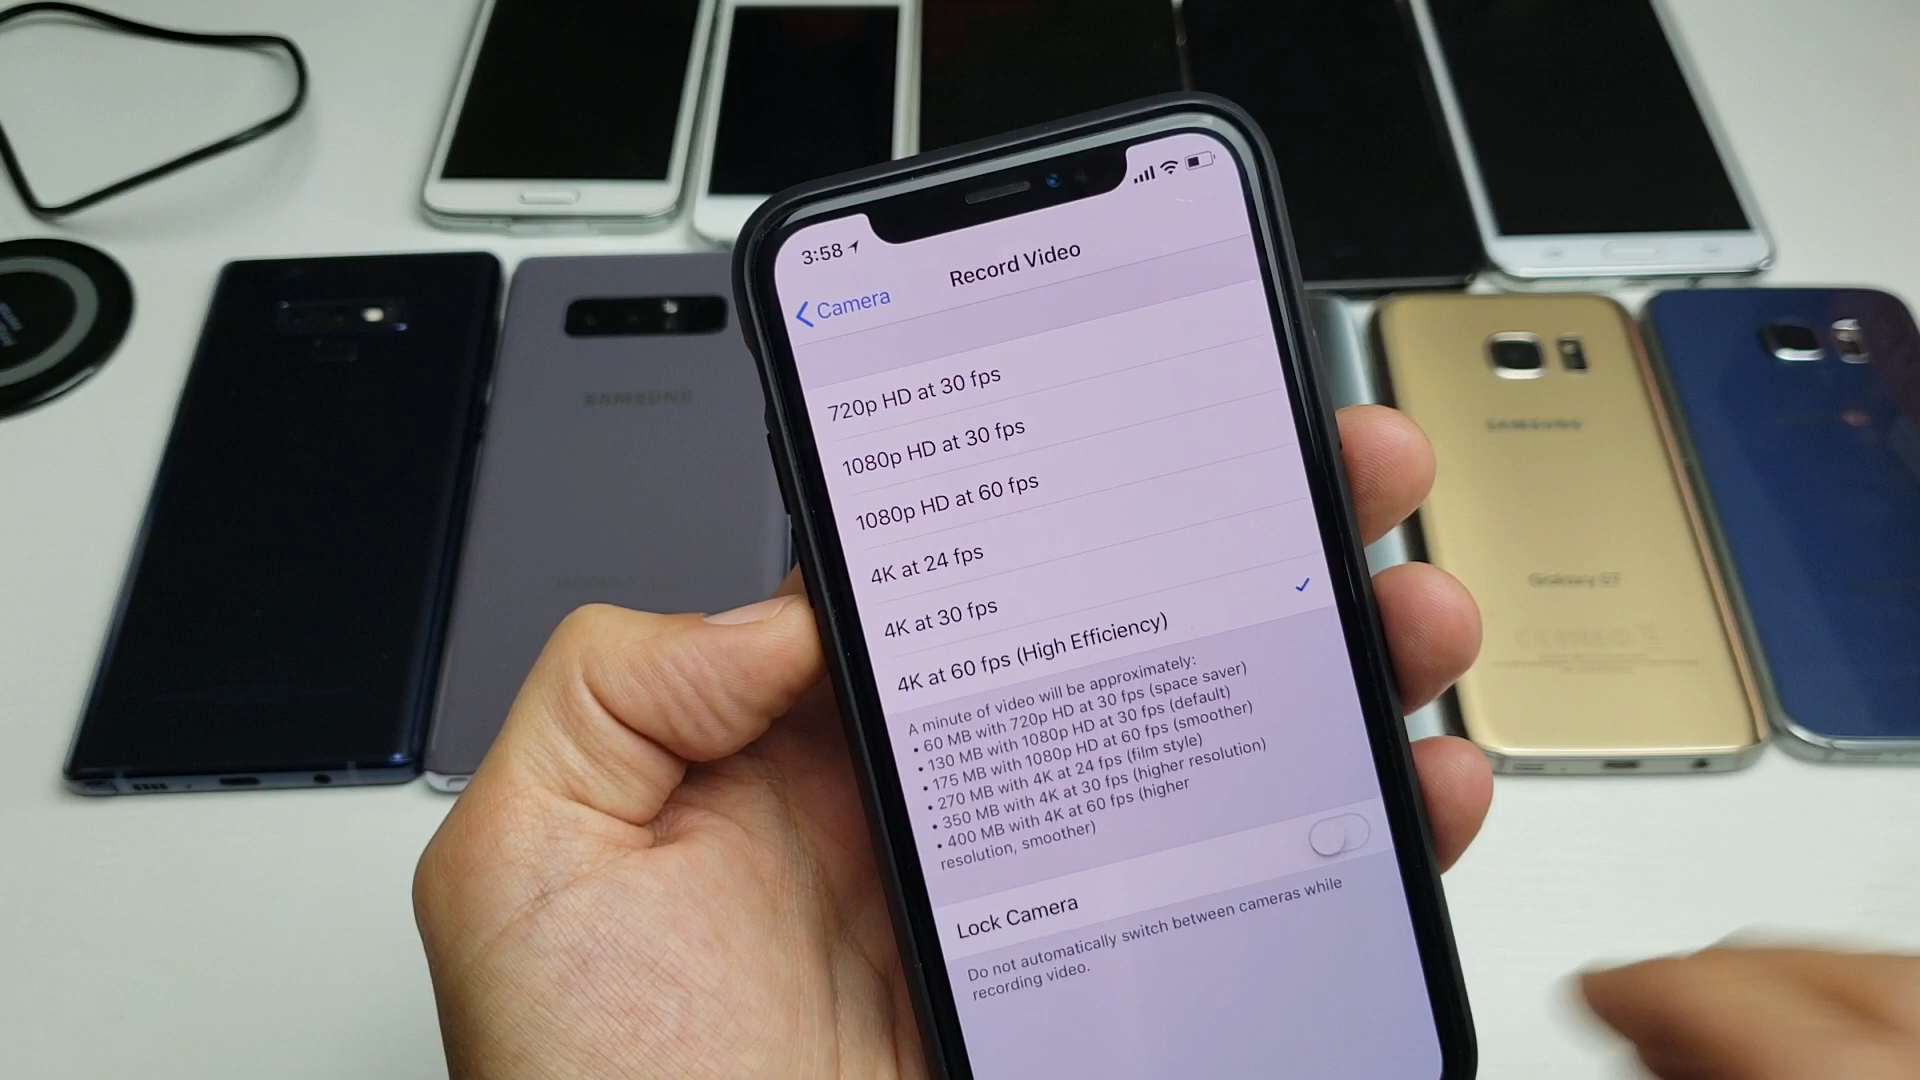 3:58
Record Video
Camera
720p HD at 30 fps
1080p HD at 30 fps
1080p HD at 60 fps
4K at 24 fps
4K at 30 fps
4K at 60 fps (High Efficiency)
A minute of video will be approximately:
• 60 MB with 720p HD at 30 fps (space saver)
• 130 MB with 1080p HD at 30 fps (default)
• 175 MB with 1080p HD at 60 fps (smoother)
• 270 MB with 4K at 24 fps (film style)
• 350 MB with 4K at 30 fps (higher resolution)
• 400 MB with 4K at 60 fps (higher
resolution, smoother)
Lock Camera
Do not automatically switch between cameras while
recording video.
SAMSUNG
SAMSUNG
Galaxy S7